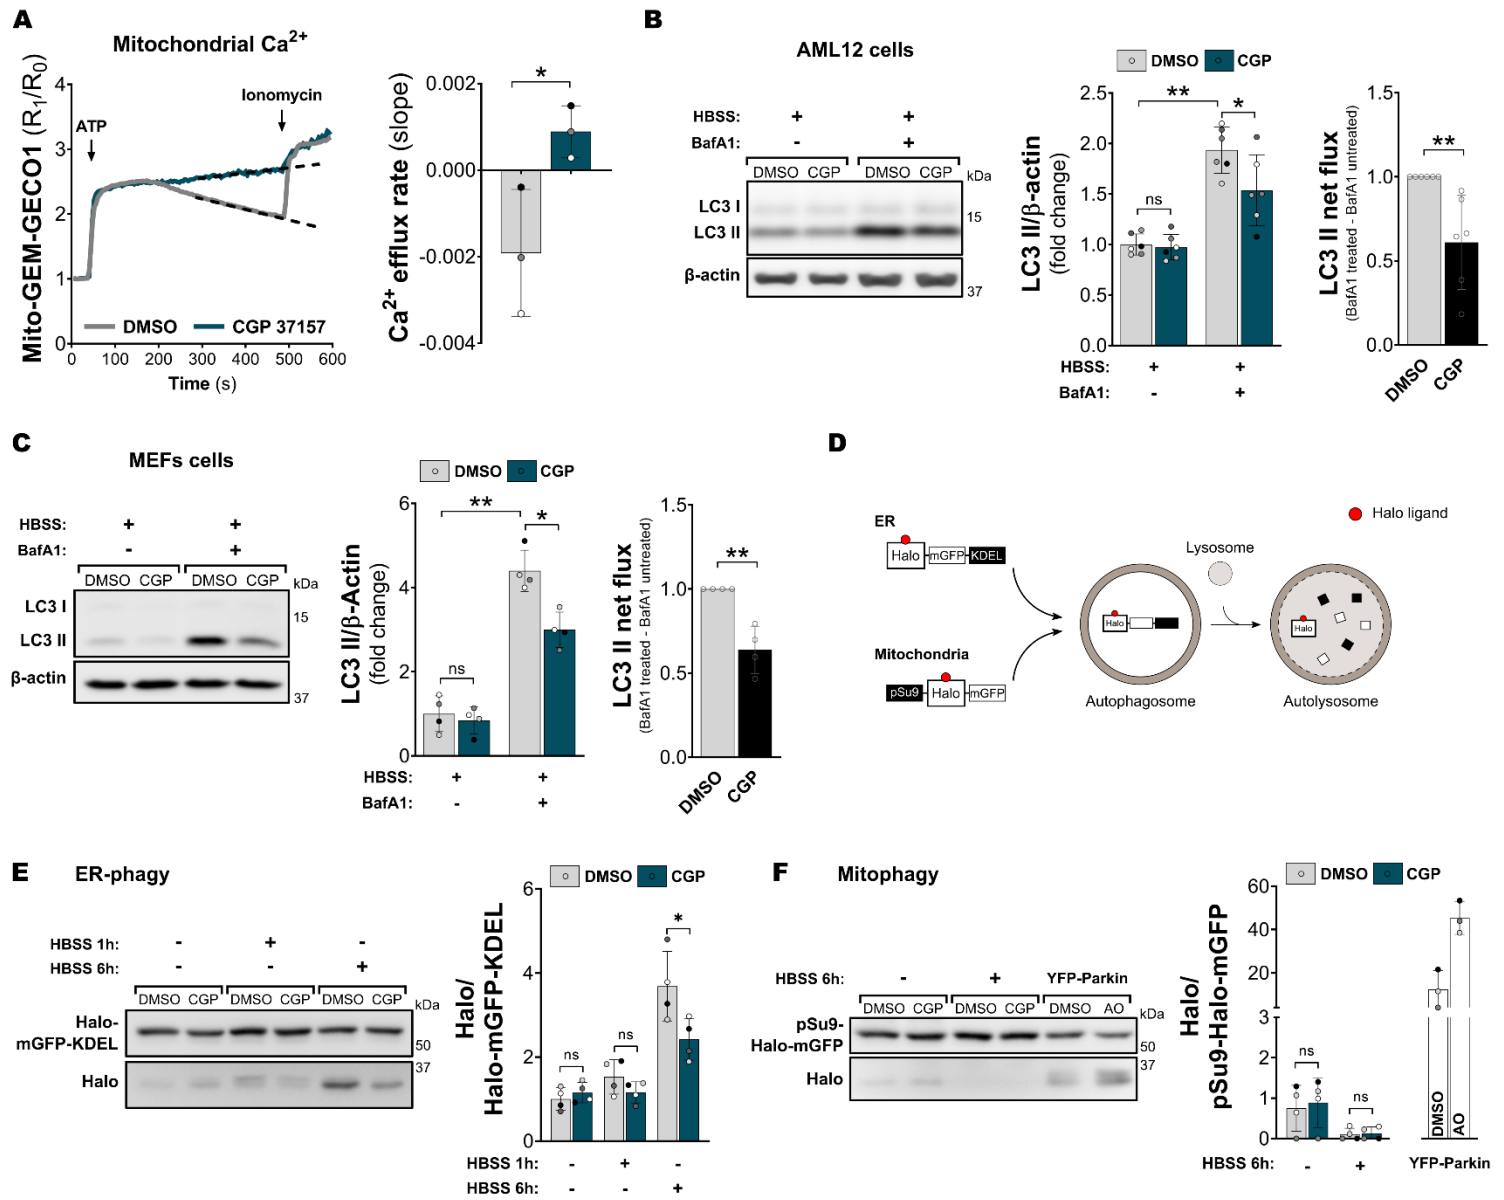 A
Mitochondrial Ca²⁺
Mito-GEM-GECO1 (R₁/R₀)
4
3
2
1
0
ATP
Ionomycin
DMSO
CGP 37157
0 100 200 300 400 500 600
Time (s)
Ca²⁺ efflux rate (slope)
0.002
0.000
-0.002
-0.004
*
B
AML12 cells
HBSS: + +
BafA1: - +
DMSO CGP DMSO CGP
kDa
LC3 I
15
LC3 II
β-actin
37
DMSO CGP
LC3 II/β-actin
(fold change)
2.5
2.0
1.5
1.0
0.5
0.0
**
*
ns
HBSS: + +
BafA1: - +
LC3 II net flux
(BafA1 treated - BafA1 untreated)
1.5
1.0
0.5
0.0
**
DMSO
CGP
C
MEFs cells
HBSS: + +
BafA1: - +
DMSO CGP DMSO CGP
kDa
LC3 I
15
LC3 II
β-actin
37
DMSO CGP
LC3 II/β-Actin
(fold change)
6
4
2
0
**
*
ns
HBSS: + +
BafA1: - +
LC3 II net flux
(BafA1 treated - BafA1 untreated)
1.5
1.0
0.5
0.0
**
DMSO
CGP
D
Halo ligand
ER
Halo mGFP KDEL
Lysosome
Halo
Halo
Mitochondria
pSu9 Halo mGFP
Autophagosome
Autolysosome
E
ER-phagy
HBSS 1h: - + -
HBSS 6h: - - +
DMSO CGP DMSO CGP DMSO CGP
kDa
Halo-
mGFP-KDEL
50
37
Halo
DMSO CGP
Halo/
Halo-mGFP-KDEL
6
4
2
0
ns
ns
*
HBSS 1h: - + -
HBSS 6h: - - +
F
Mitophagy
HBSS 6h: - + YFP-Parkin
DMSO CGP DMSO CGP DMSO AO
kDa
pSu9-
Halo-mGFP
50
37
Halo
DMSO CGP
Halo/
pSu9-Halo-mGFP
60
40
20
3
2
1
0
ns
ns
DMSO
AO
HBSS 6h: - + YFP-Parkin